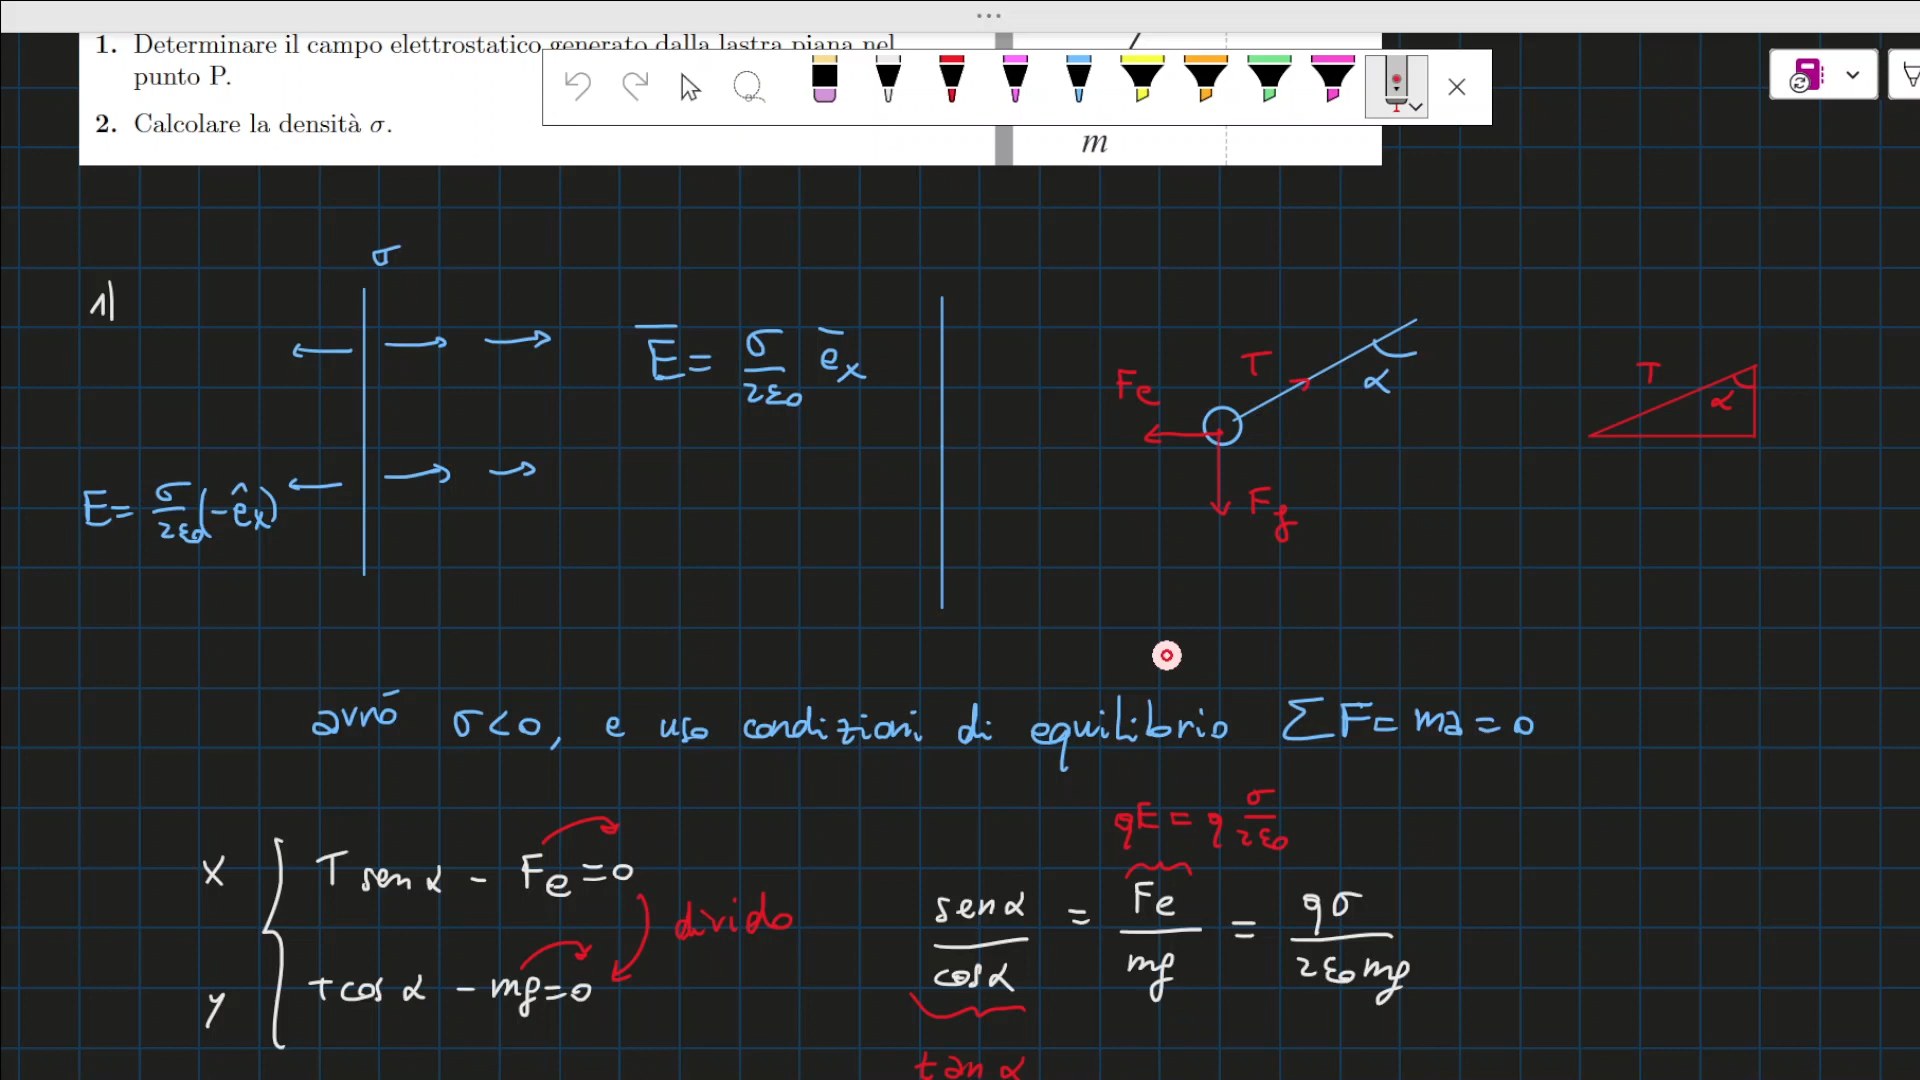 1. Determinare il campo elettrostatico generato dalla lastra piana nel
punto P.
2. Calcolare la densità σ.
m
σ
1)
E̅ = σ/2ε₀ e̅x
E = σ/2ε₀ (-êx)
Fe
T
α
Fg
T
α
avrò σ<0, e uso condizioni di equilibrio ΣF = ma = 0
qE = q σ/2ε₀
x { T sen α - Fe = 0
y { T cos α - mg = 0
divido
sen α / cos α = Fe / mg = qσ / 2ε₀mg
tan α